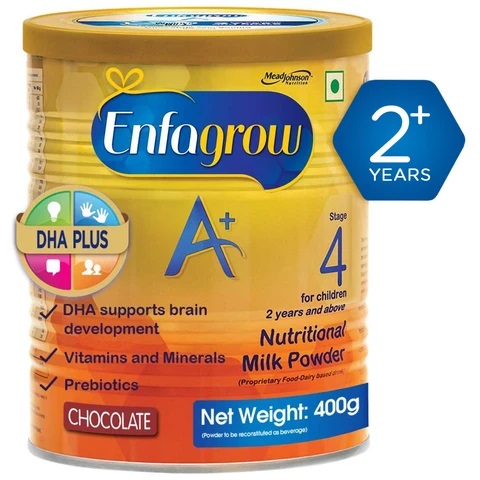 MeadJohnson
Nutrition
Enfagrow
A+
2+
YEARS
DHA PLUS
Stage
4
for children
2 years and above
Nutritional
Milk Powder
(Proprietary Food-Dairy based drink)
DHA supports brain
development
Vitamins and Minerals
Prebiotics
CHOCOLATE
Net Weight: 400g
(Powder to be reconstituted as beverage)